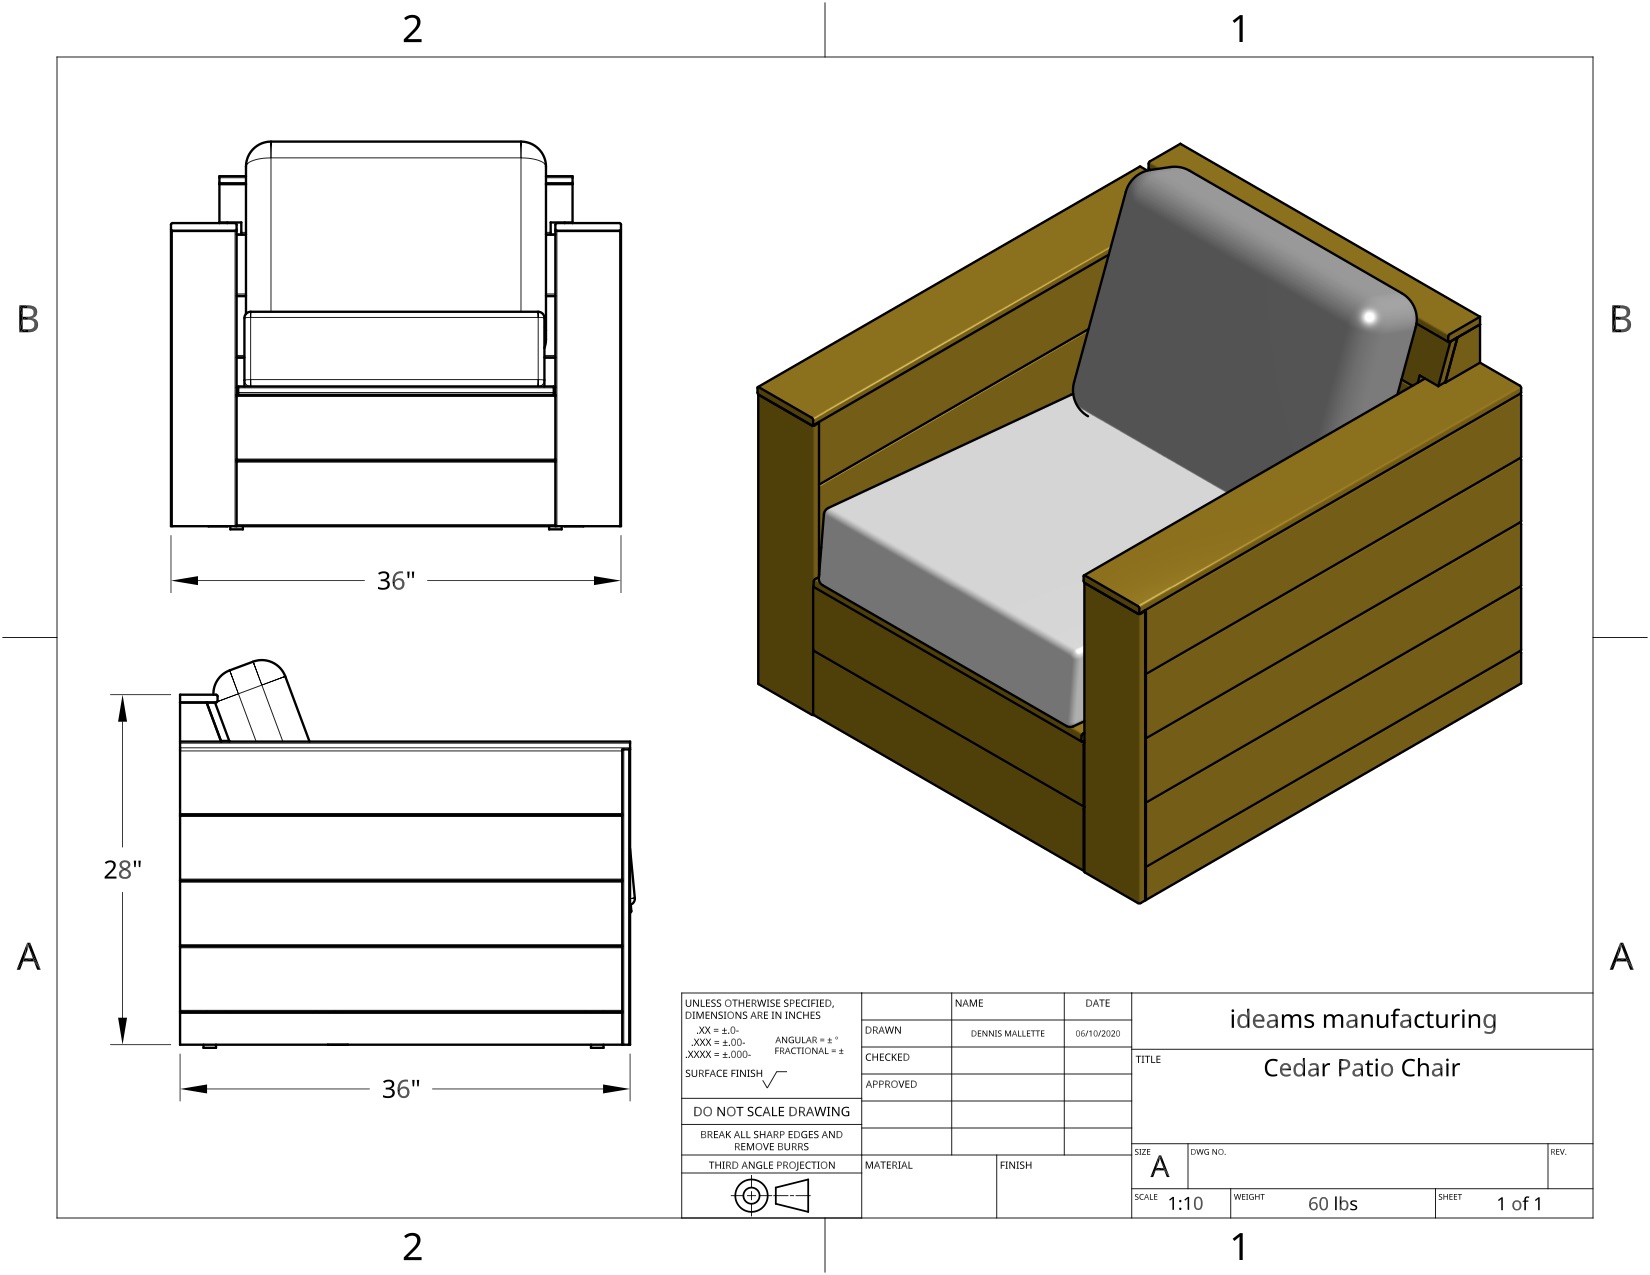 2 1
B B
36"
28"
A A
36"
UNLESS OTHERWISE SPECIFIED,
DIMENSIONS ARE IN INCHES
.XX = ±.0-
.XXX = ±.00-
.XXXX = ±.000-
ANGULAR = ± °
FRACTIONAL = ±
SURFACE FINISH
DO NOT SCALE DRAWING
BREAK ALL SHARP EDGES AND
REMOVE BURRS
THIRD ANGLE PROJECTION
NAME DATE
DRAWN DENNIS MALLETTE 06/10/2020
CHECKED
APPROVED
MATERIAL FINISH
ideams manufacturing
TITLE
Cedar Patio Chair
SIZE A DWG NO. REV.
SCALE 1:10 WEIGHT 60 lbs SHEET 1 of 1
2 1